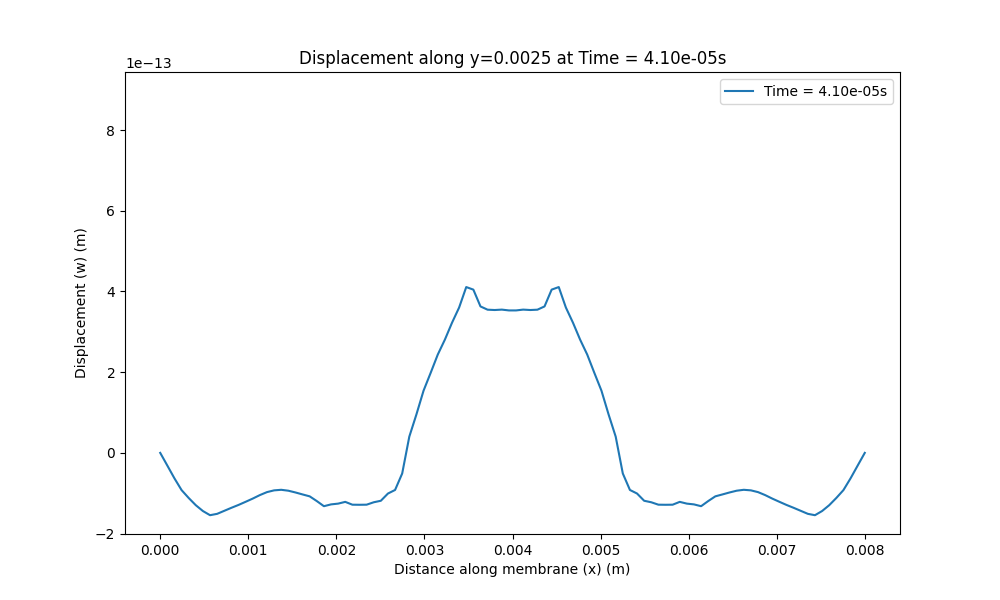 Displacement along y=0.0025 at Time = 4.10e-05s
1e−13
Time = 4.10e-05s
8
6
4
2
0
−2
Displacement (w) (m)
0.000 0.001 0.002 0.003 0.004 0.005 0.006 0.007 0.008
Distance along membrane (x) (m)